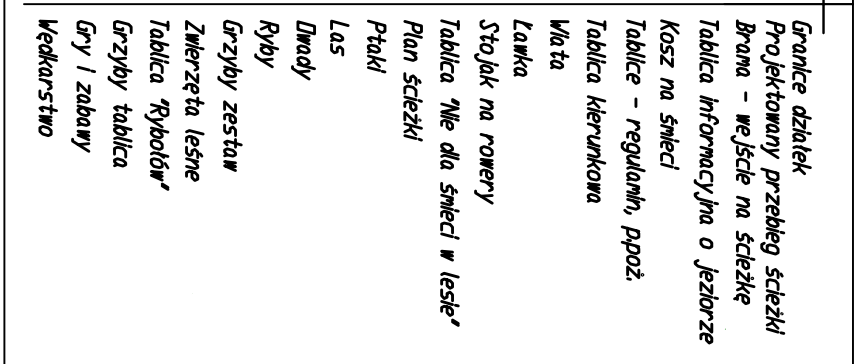 Granice działek
Projektowany przebieg ścieżki
Brama - wejście na ścieżkę
Tablica informacyjna o jeziorze
Kosz na śmieci
Tablice - regulamin, p.poż.
Tablica kierunkowa
Wiata
Ławka
Stojak na rowery
Tablica "Nie dla śmieci w lesie"
Plan ścieżki
Ptaki
Las
Owady
Ryby
Grzyby zestaw
Zwierzęta leśne
Tablica "Rybołów"
Grzyby tablica
Gry i zabawy
Wędkarstwo